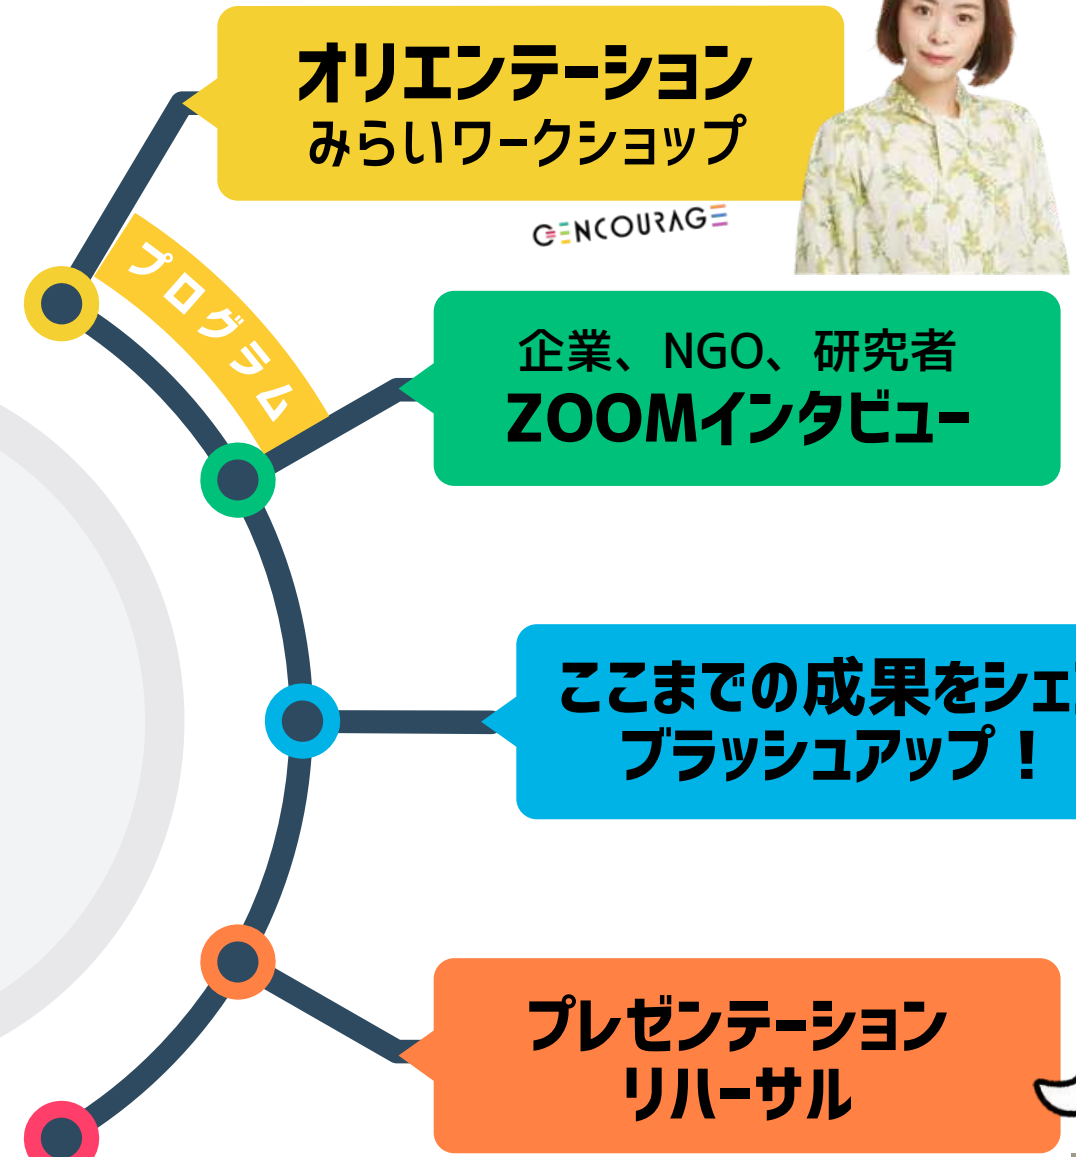 オリエンテーション
みらいワークショップ
GENCOURAGE
プログラム
企業、NGO、研究者
ZOOMインタビュー
ここまでの成果をシェ
ブラッシュアップ！
プレゼンテーション
リハーサル